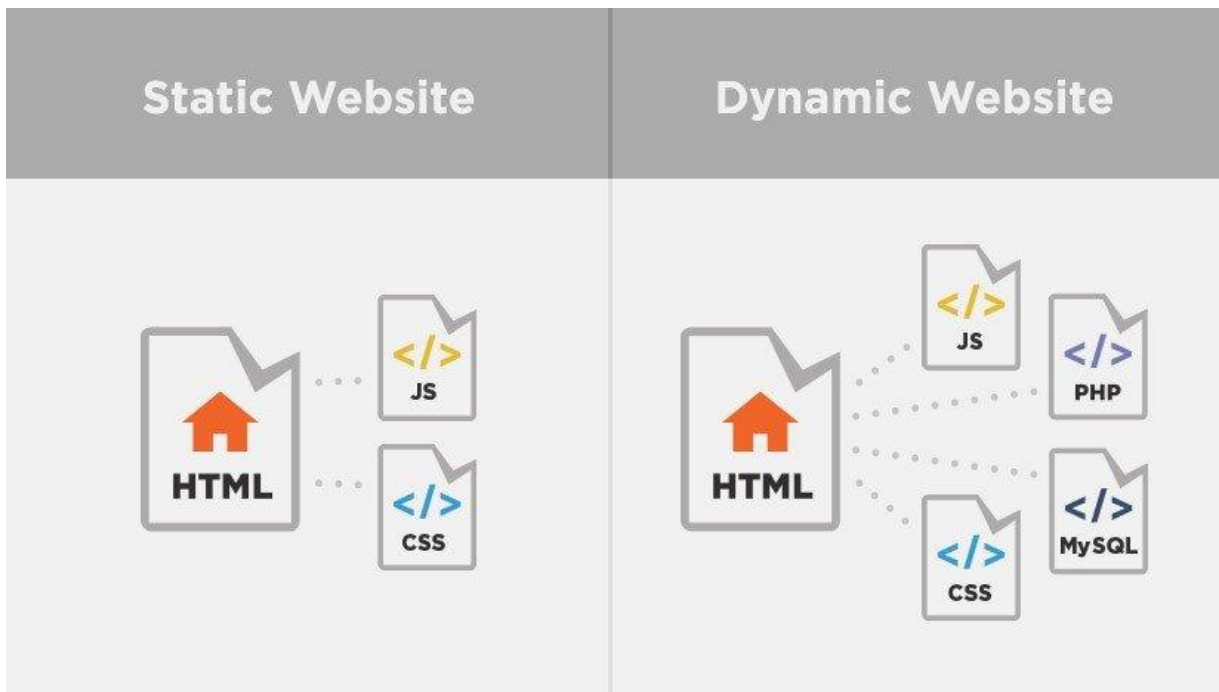 Static Website
Dynamic Website
HTML
</>
JS
</>
CSS
HTML
</>
JS
</>
PHP
</>
MySQL
</>
CSS